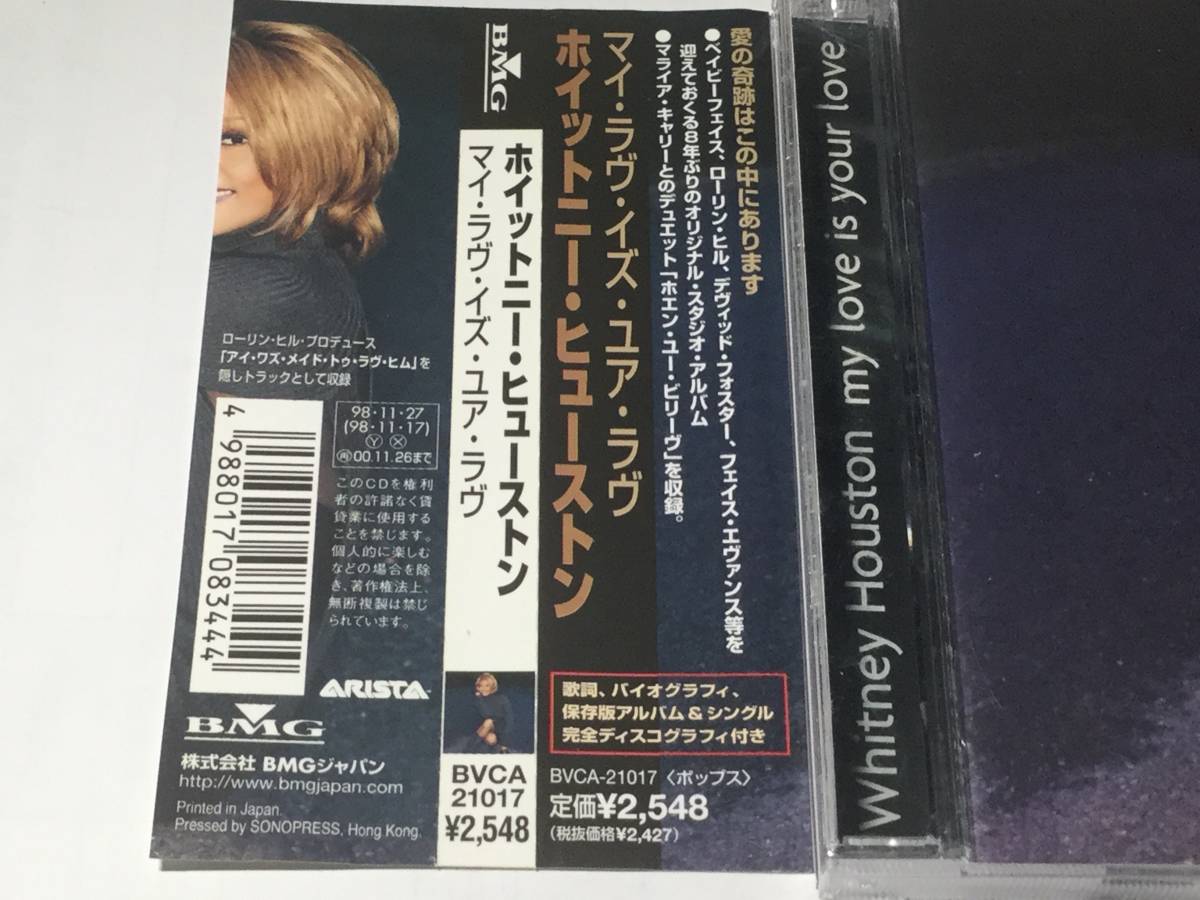 愛の奇跡はこの中にあります
●ベイビーフェイス、ローリン・ヒル、デヴィッド・フォスター、フェイス・エヴァンス等を
迎えておくる8年ぶりのオリジナル・スタジオ・アルバム
●マライア・キャリーとのデュエット「ホエン・ユー・ビリーヴ」を収録。
マイ・ラヴ・イズ・ユア・ラヴ
ホイットニー・ヒューストン
歌詞、バイオグラフィ、
保存版アルバム&シングル
完全ディスコグラフィ付き
BVCA-21017〈ポップス〉
定価¥2,548
(税抜価格¥2,427)
BMG
ホイットニー・ヒューストン
マイ・ラヴ・イズ・ユア・ラヴ
BVCA
21017
¥2,548
ローリン・ヒル・プロデュース
「アイ・ワズ・メイド・トゥ・ラヴ・ヒム」を
隠しトラックとして収録
4 988017 083444
98・11・27
(98・11・17)
Ⓨ Ⓧ
㊢00.11.26まで
このCDを権利
者の許諾なく賃
貸業に使用する
ことを禁じます。
個人的に楽しむ
などの場合を除
き、著作権法上、
無断複製は禁じ
られています。
ARISTA
BMG
株式会社 BMGジャパン
http://www.bmgjapan.com
Printed in Japan.
Pressed by SONOPRESS, Hong Kong.
Whitney Houston my love is your love